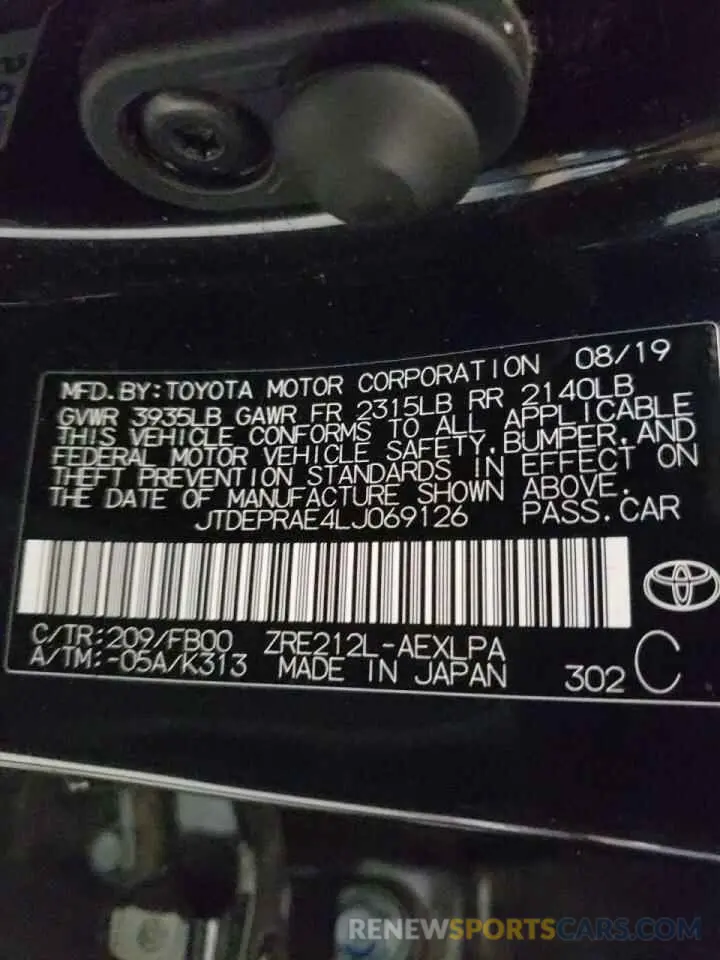 MFD.BY:TOYOTA MOTOR CORPORATION 08/19
GVWR 3935LB GAWR FR 2315LB RR 2140LB
THIS VEHICLE CONFORMS TO ALL APPLICABLE
FEDERAL MOTOR VEHICLE SAFETY,BUMPER,AND
THEFT PREVENTION STANDARDS IN EFFECT ON
THE DATE OF MANUFACTURE SHOWN ABOVE.
JTDEPRAE4LJ069126 PASS.CAR
C/TR:209/FB00 ZRE212L-AEXLPA
A/TM:-05A/K313 MADE IN JAPAN 302 C
RENEWSPORTSCARS.COM